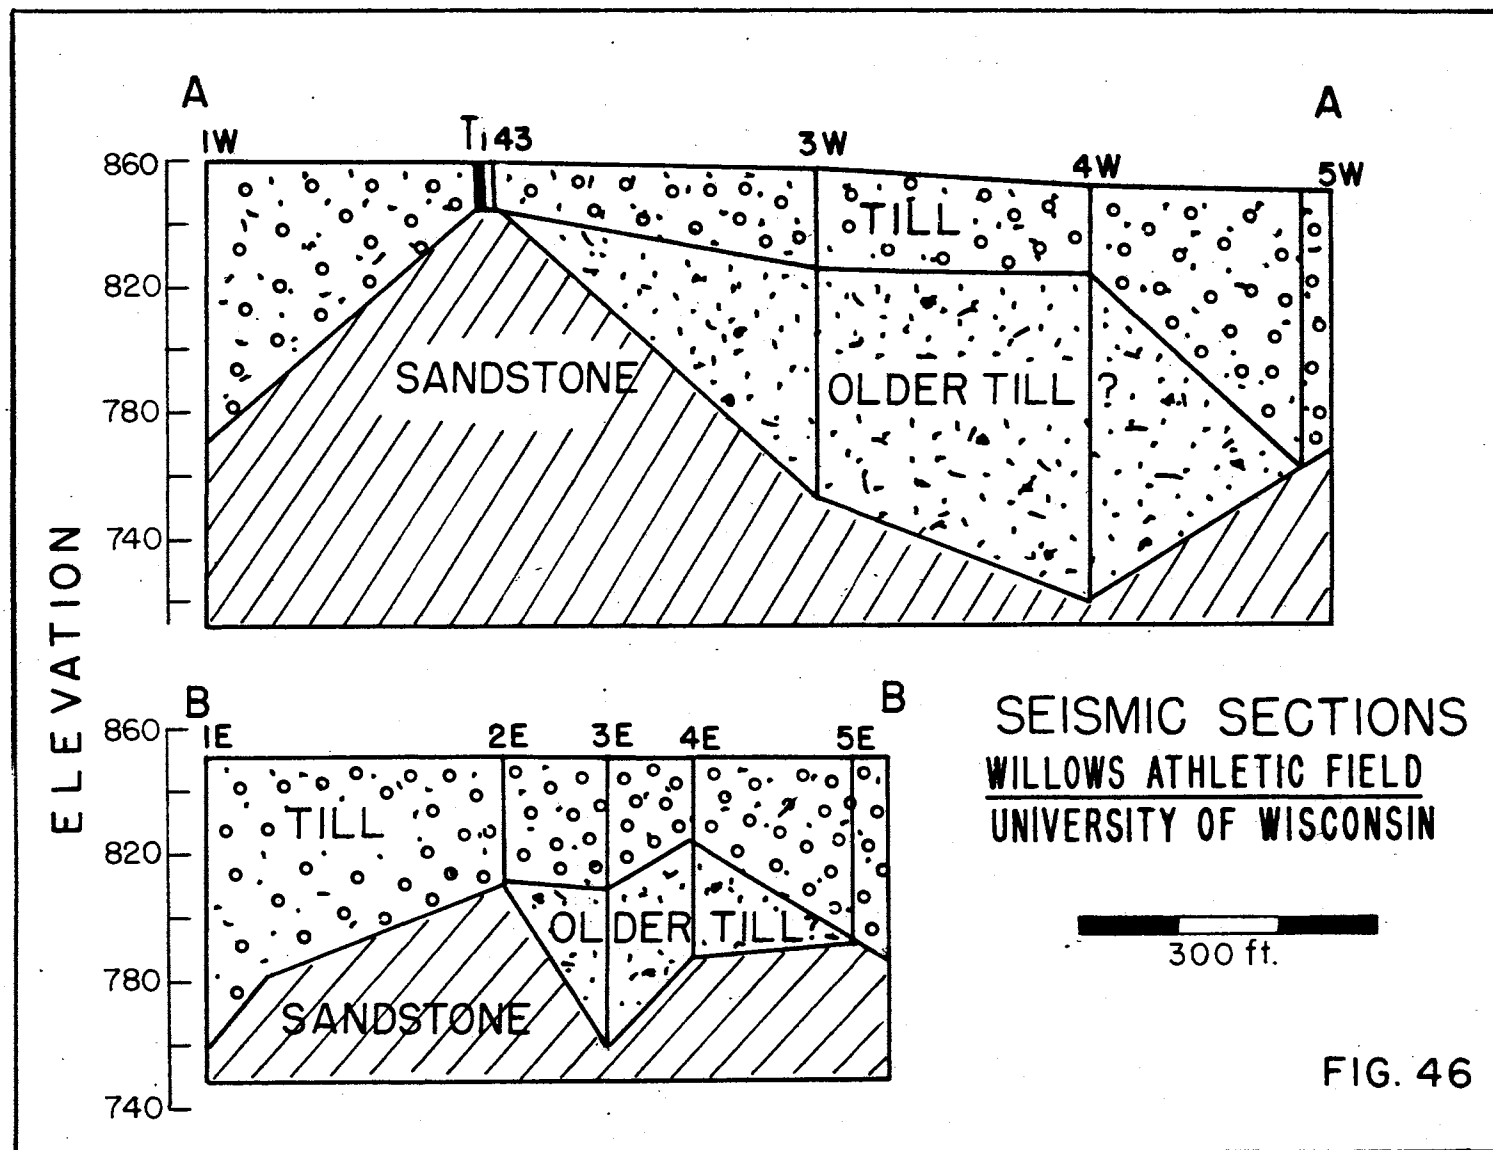 A A
1W Ti 43 3W 4W 5W
860
820
780
740
TILL
SANDSTONE
OLDER TILL ?
ELEVATION
B B
1E 2E 3E 4E 5E
860
820
780
740
TILL
OLDER TILL?
SANDSTONE
SEISMIC SECTIONS
WILLOWS ATHLETIC FIELD
UNIVERSITY OF WISCONSIN
300 ft.
FIG. 46